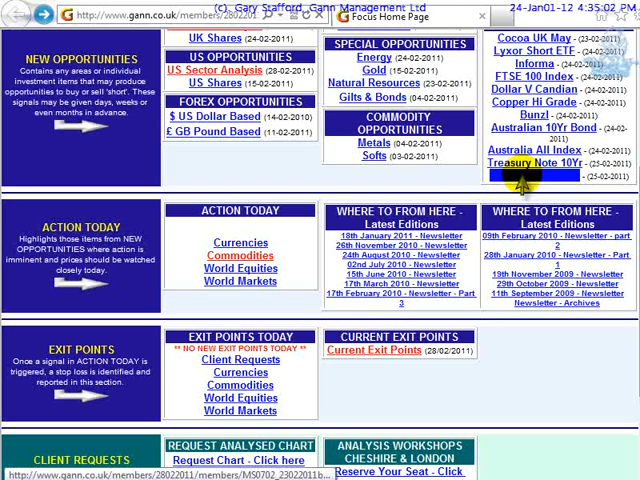 (c), Gary Stafford, Gann Management Ltd
24-Jan01-12 4:35:02 PM
http://www.gann.co.uk/members/28022011
Focus Home Page
NEW OPPORTUNITIES
Contains any areas or individual
investment items that may produce
opportunities to buy or sell 'short'. These
signals may be given days, weeks or
even months in advance.
UK Shares (24-02-2011)
US OPPORTUNITIES
US Sector Analysis (28-02-2011)
US Shares (15-02-2011)
FOREX OPPORTUNITIES
$ US Dollar Based (14-02-2010)
£ GB Pound Based (11-02-2011)
SPECIAL OPPORTUNITIES
Energy (24-02-2011)
Gold (15-02-2011)
Natural Resources (23-02-2011)
Gilts & Bonds (04-02-2011)
COMMODITY
OPPORTUNITIES
Metals (04-02-2011)
Softs (03-02-2011)
Cocoa UK May - (23-02-2011)
Lyxor Short ETF - (24-02-2011)
Informa - (24-02-2011)
FTSE 100 Index - (24-02-2011)
Dollar V Candian - (24-02-2011)
Copper Hi Grade - (24-02-2011)
Bunzl - (24-02-2011)
Australian 10Yr Bond - (24-02-
2011)
Australia All Index - (24-02-2011)
Treasury Note 10Yr - (25-02-2011)
- (25-02-2011)
ACTION TODAY
Highlights those items from NEW
OPPORTUNITIES where action is
imminent and prices should be watched
closely today.
ACTION TODAY
Currencies
Commodities
World Equities
World Markets
WHERE TO FROM HERE -
Latest Editions
18th January 2011 - Newsletter
26th November 2010 - Newsletter
24th August 2010 - Newsletter
02nd July 2010 - Newsletter
15th June 2010 - Newsletter
17th March 2010 - Newsletter
17th February 2010 - Newsletter - Part
3
WHERE TO FROM HERE -
Latest Editions
09th February 2010 - Newsletter - part
2
28th January 2010 - Newsletter - Part
1
19th November 2009 - Newsletter
29th October 2009 - Newsletter
11th September 2009 - Newsletter
Newsletter - Archives
EXIT POINTS
Once a signal in ACTION TODAY is
triggered, a stop loss is identified and
reported in this section.
EXIT POINTS TODAY
** NO NEW EXIT POINTS TODAY **
Client Requests
Currencies
Commodities
World Equities
World Markets
CURRENT EXIT POINTS
Current Exit Points (28/02/2011)
CLIENT REQUESTS
REQUEST ANALYSED CHART
Request Chart - Click here
ANALYSIS WORKSHOPS
CHESHIRE & LONDON
Reserve Your Seat - Click
http://www.gann.co.uk/members/28022011/members/MS0702_23022011b...